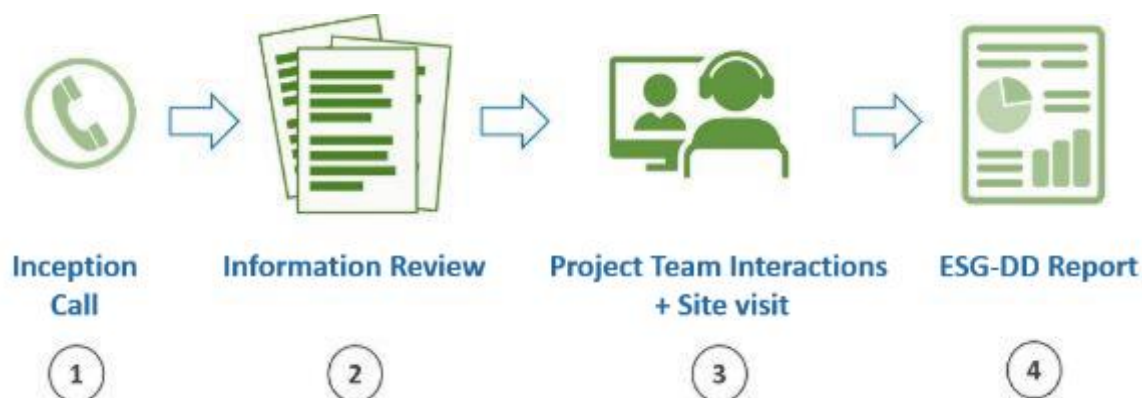 Inception
Call
Information Review
Project Team Interactions
+ Site visit
ESG-DD Report
1
2
3
4